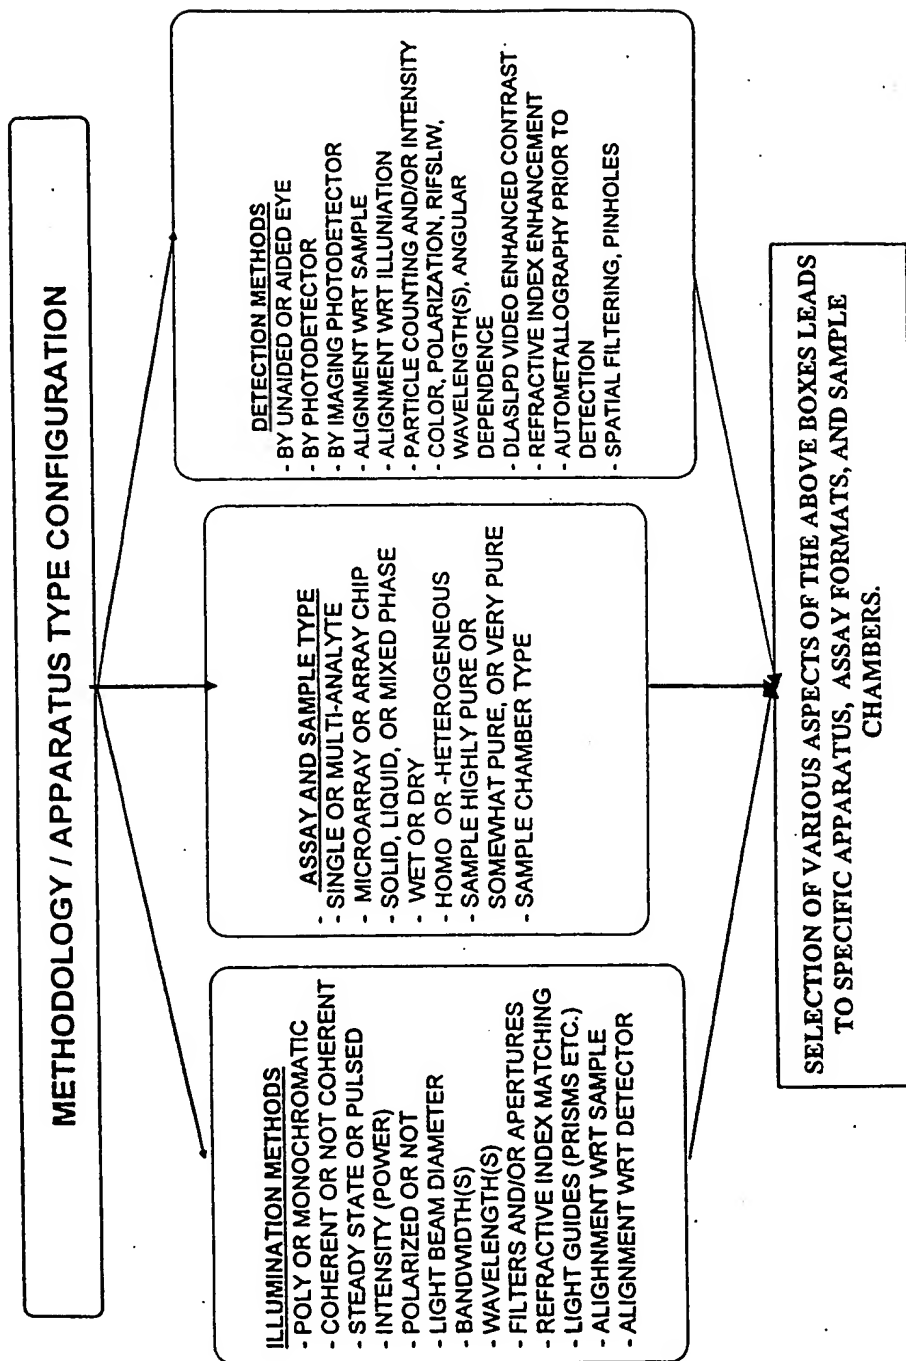 METHODOLOGY / APPARATUS TYPE CONFIGURATION
ILLUMINATION METHODS
- POLY OR MONOCHROMATIC
- COHERENT OR NOT COHERENT
- STEADY STATE OR PULSED
- INTENSITY (POWER)
- POLARIZED OR NOT
- LIGHT BEAM DIAMETER
- BANDWIDTH(S)
- WAVELENGTH(S)
- FILTERS AND/OR APERTURES
- REFRACTIVE INDEX MATCHING
- LIGHT GUIDES (PRISMS ETC.)
- ALIGHNMENT WRT SAMPLE
- ALIGNMENT WRT DETECTOR
ASSAY AND SAMPLE TYPE
-
- SINGLE OR MULTI-ANALYTE
- MICROARRAY OR ARRAY CHIP
- SOLID, LIQUID, OR MIXED PHASE
- WET OR DRY
- HOMO OR -HETEROGENEOUS
- SAMPLE HIGHLY PURE OR
SOMEWHAT PURE, OR VERY PURE
- SAMPLE CHAMBER TYPE
DETECTION METHODS
- BY UNAIDED OR AIDED EYE
- BY PHOTODETECTOR
- BY IMAGING PHOTODETECTOR
- ALIGNMENT WRT SAMPLE
- ALIGNMENT WRT ILLUNIATION
- PARTICLE COUNTING AND/OR INTENSITY
- COLOR, POLARIZATION, RIFSLIW,
WAVELENGTH(S), ANGULAR
DEPENDENCE
- DLASLPD VIDEO ENHANCED CONTRAST
- REFRACTIVE INDEX ENHANCEMENT
- AUTOMETALLOGRAPHY PRIOR TO
DETECTION
- SPATIAL FILTERING, PINHOLES
SELECTION OF VARIOUS ASPECTS OF THE ABOVE BOXES LEADS
TO SPECIFIC APPARATUS, ASSAY FORMATS, AND SAMPLE
CHAMBERS.